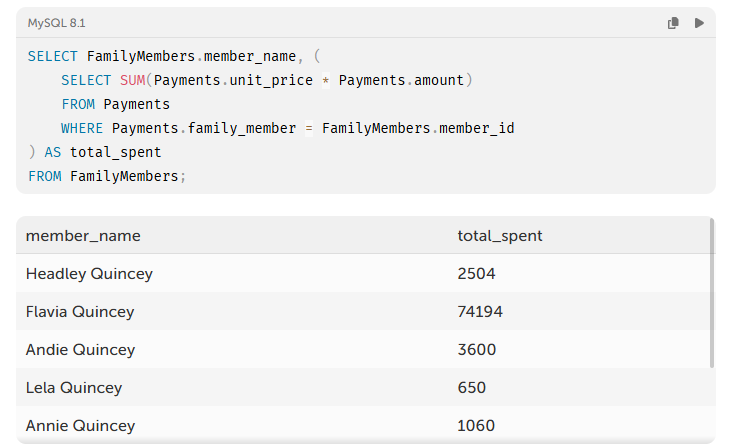 MySQL 8.1
SELECT FamilyMembers.member_name, (
    SELECT SUM(Payments.unit_price * Payments.amount)
    FROM Payments
    WHERE Payments.family_member = FamilyMembers.member_id
) AS total_spent
FROM FamilyMembers;
member_name total_spent
Headley Quincey 2504
Flavia Quincey 74194
Andie Quincey 3600
Lela Quincey 650
Annie Quincey 1060